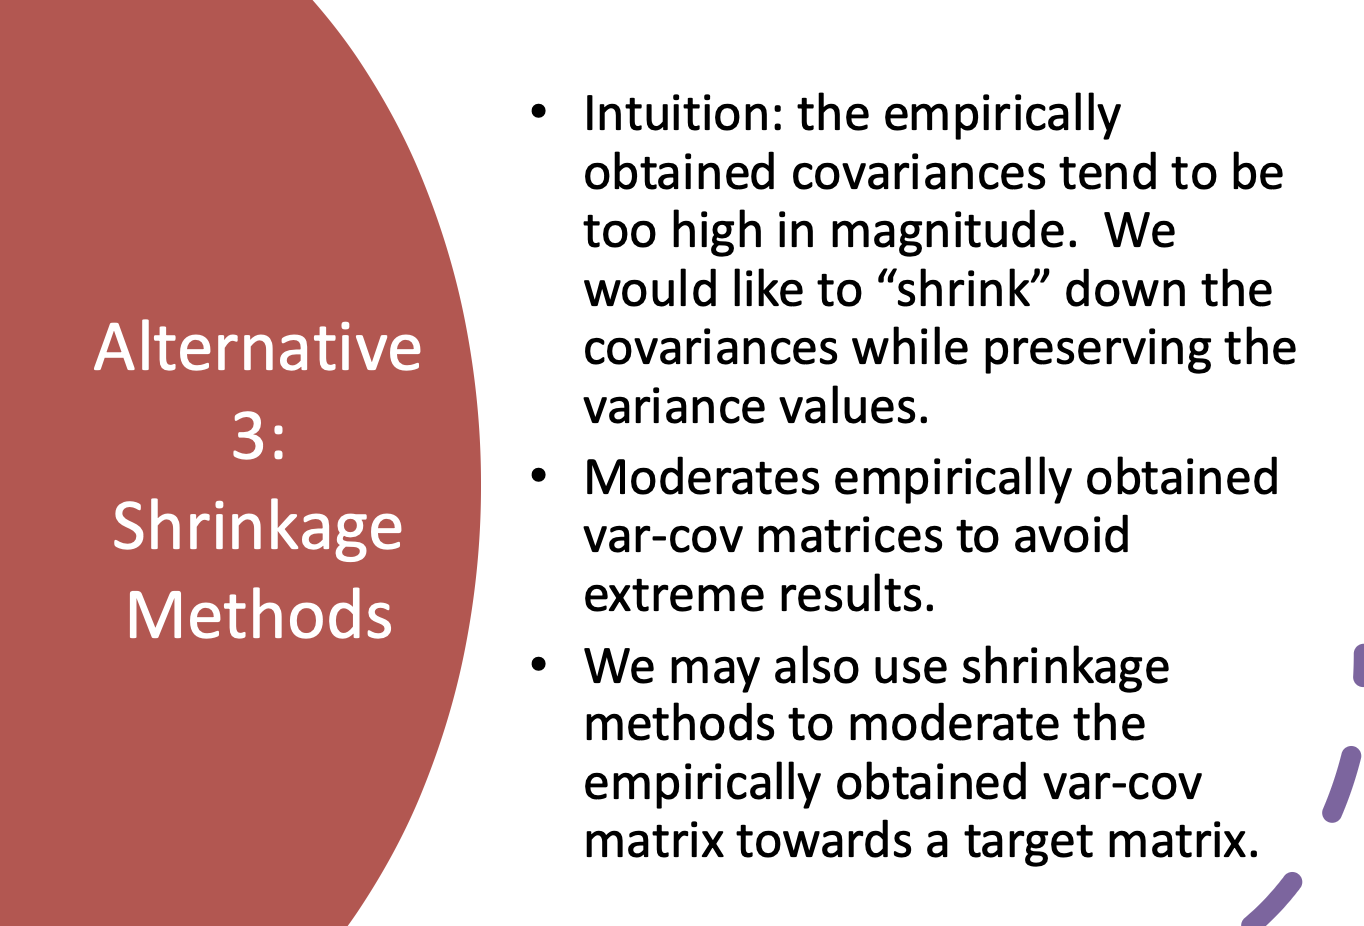 Alternative
3:
Shrinkage
Methods
• Intuition: the empirically
obtained covariances tend to be
too high in magnitude.  We
would like to “shrink” down the
covariances while preserving the
variance values.
• Moderates empirically obtained
var-cov matrices to avoid
extreme results.
• We may also use shrinkage
methods to moderate the
empirically obtained var-cov
matrix towards a target matrix.